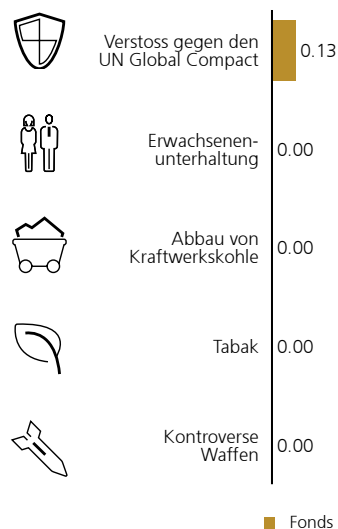 Verstoss gegen den
UN Global Compact
0.13
Erwachsenen-
unterhaltung
0.00
Abbau von
Kraftwerkskohle
0.00
Tabak
0.00
Kontroverse
Waffen
0.00
Fonds